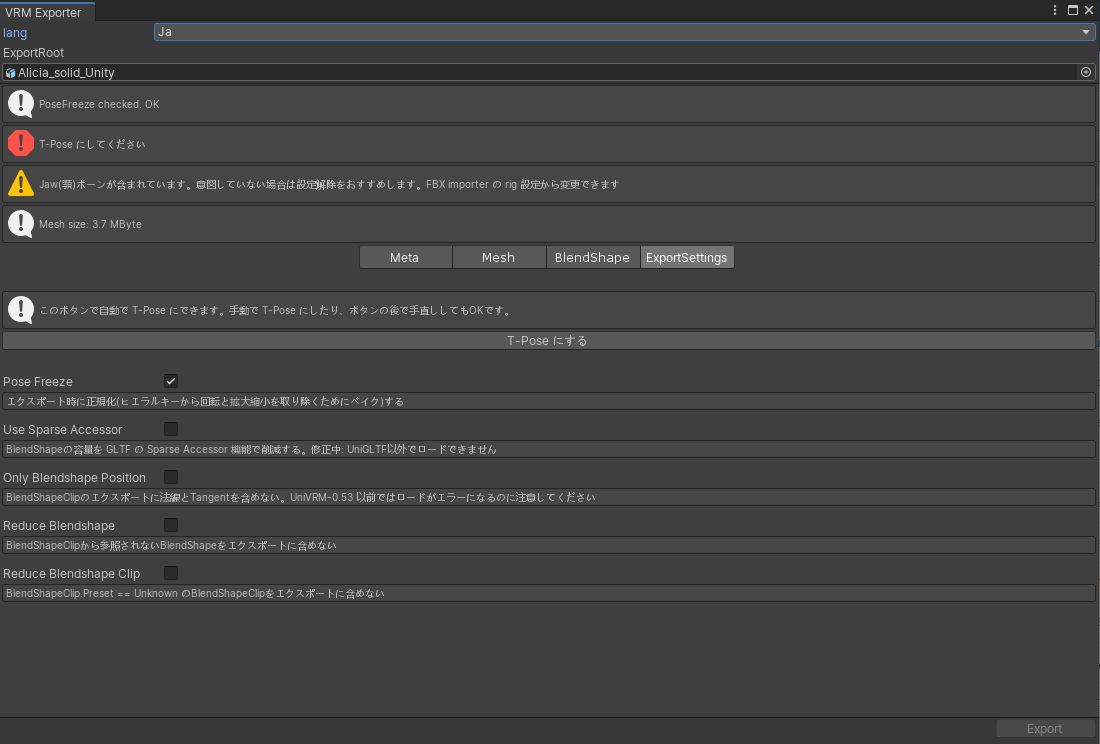 VRM Exporter
lang
Ja
ExportRoot
Alicia_solid_Unity
PoseFreeze checked. OK
T-Pose にしてください
Jaw(顎)ボーンが含まれています。意図していない場合は設定解除をおすすめします。FBX importer の rig 設定から変更できます
Mesh size: 3.7 MByte
Meta Mesh BlendShape ExportSettings
このボタンで自動で T-Pose にできます。手動で T-Pose にしたり、ボタンの後で手直ししてもOKです。
T-Pose にする
Pose Freeze
エクスポート時に正規化(ヒエラルキーから回転と拡大縮小を取り除くためにベイク)する
Use Sparse Accessor
BlendShapeの容量を GLTF の Sparse Accessor 機能で削減する。修正中: UniGLTF以外でロードできません
Only Blendshape Position
BlendShapeClipのエクスポートに法線とTangentを含めない。UniVRM-0.53 以前ではロードがエラーになるのに注意してください
Reduce Blendshape
BlendShapeClipから参照されないBlendShapeをエクスポートに含めない
Reduce Blendshape Clip
BlendShapeClip.Preset == Unknown のBlendShapeClipをエクスポートに含めない
Export